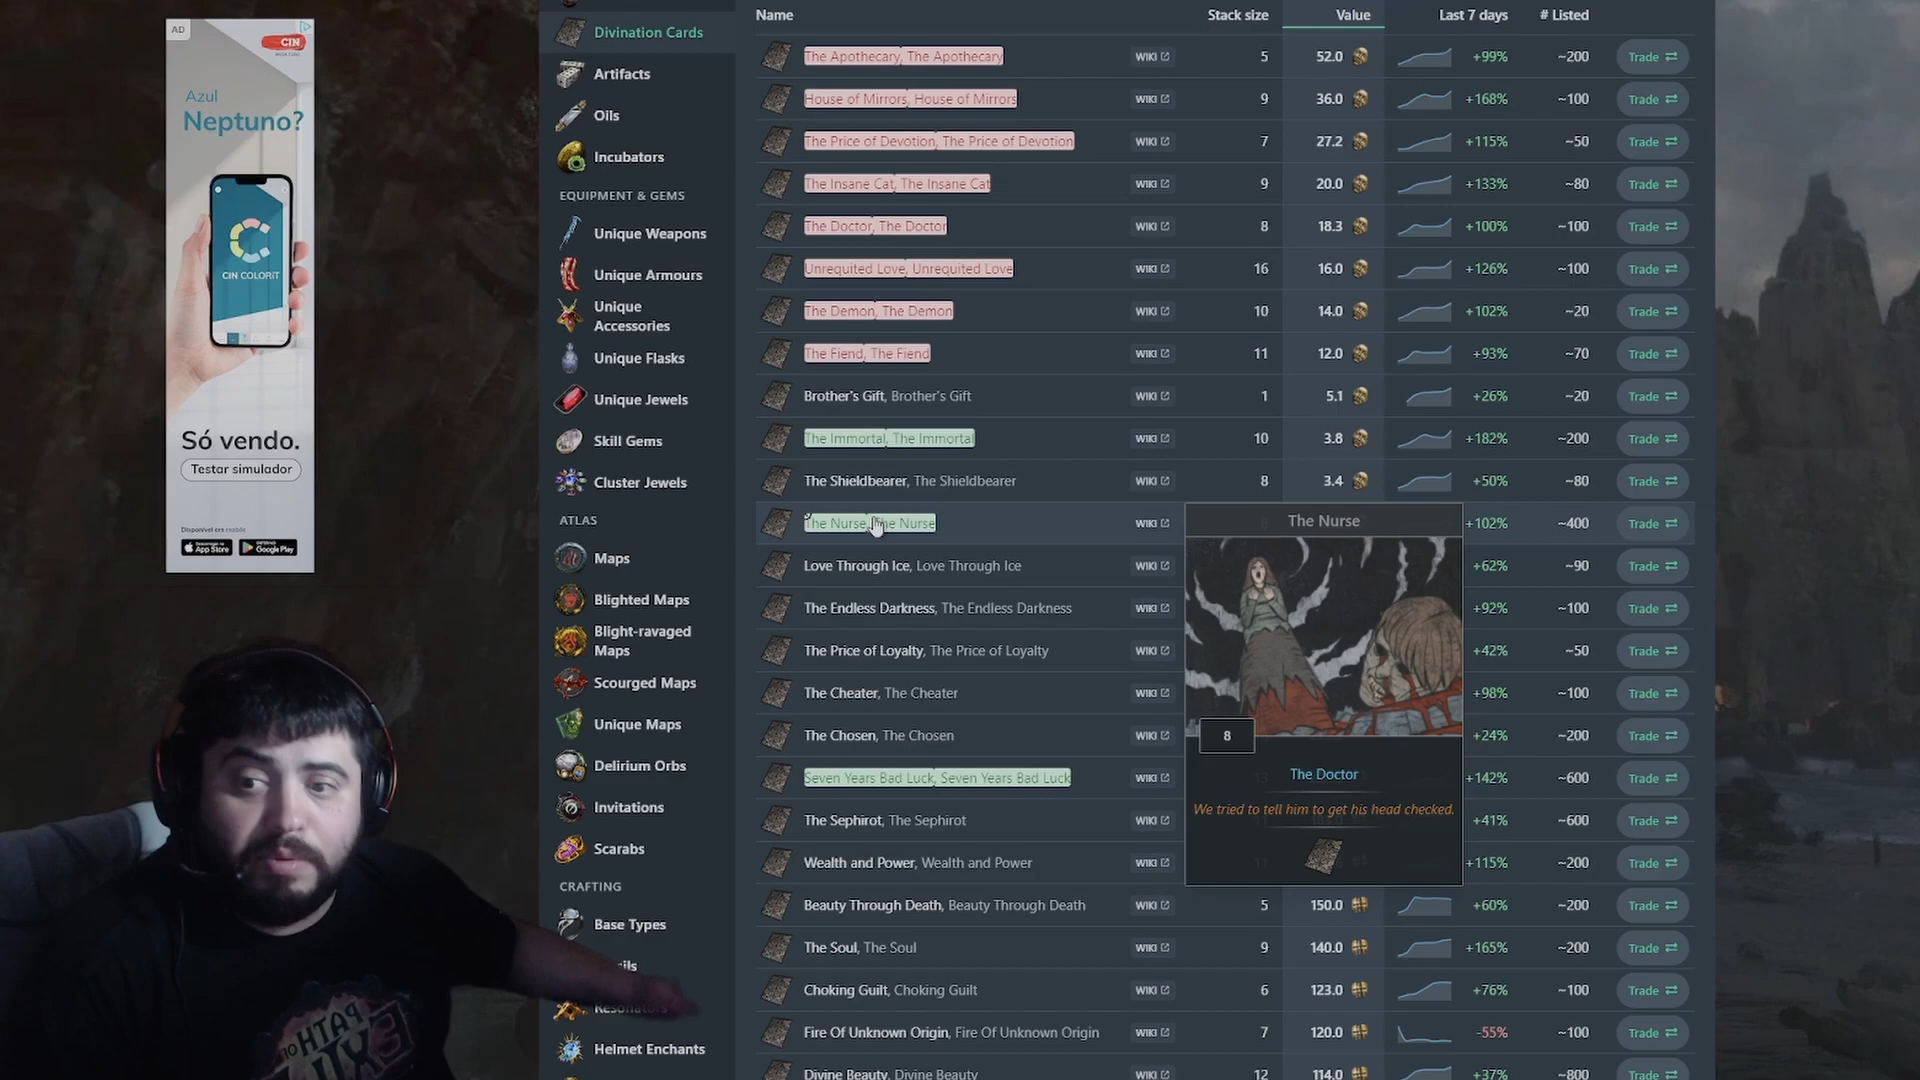 AD
CIN
Azul
Neptuno?
CIN COLORiT
Só vendo.
Testar simulador
Disponível em mobile
App Store
Google Play
Divination Cards
Artifacts
Oils
Incubators
EQUIPMENT & GEMS
Unique Weapons
Unique Armours
Unique
Accessories
Unique Flasks
Unique Jewels
Skill Gems
Cluster Jewels
ATLAS
Maps
Blighted Maps
Blight-ravaged
Maps
Scourged Maps
Unique Maps
Delirium Orbs
Invitations
Scarabs
CRAFTING
Base Types
Resonators
Helmet Enchants
Name Stack size Value Last 7 days # Listed
The Apothecary, The Apothecary WIKI 5 52.0 +99% ~200 Trade
House of Mirrors, House of Mirrors WIKI 9 36.0 +168% ~100 Trade
The Price of Devotion, The Price of Devotion WIKI 7 27.2 +115% ~50 Trade
The Insane Cat, The Insane Cat WIKI 9 20.0 +133% ~80 Trade
The Doctor, The Doctor WIKI 8 18.3 +100% ~100 Trade
Unrequited Love, Unrequited Love WIKI 16 16.0 +126% ~100 Trade
The Demon, The Demon WIKI 10 14.0 +102% ~20 Trade
The Fiend, The Fiend WIKI 11 12.0 +93% ~70 Trade
Brother's Gift, Brother's Gift WIKI 1 5.1 +26% ~20 Trade
The Immortal, The Immortal WIKI 10 3.8 +182% ~200 Trade
The Shieldbearer, The Shieldbearer WIKI 8 3.4 +50% ~80 Trade
The Nurse, The Nurse WIKI +102% ~400 Trade
Love Through Ice, Love Through Ice WIKI +62% ~90 Trade
The Endless Darkness, The Endless Darkness WIKI +92% ~100 Trade
The Price of Loyalty, The Price of Loyalty WIKI +42% ~50 Trade
The Cheater, The Cheater WIKI +98% ~100 Trade
The Chosen, The Chosen WIKI +24% ~200 Trade
Seven Years Bad Luck, Seven Years Bad Luck WIKI +142% ~600 Trade
The Sephirot, The Sephirot WIKI +41% ~600 Trade
Wealth and Power, Wealth and Power WIKI +115% ~200 Trade
Beauty Through Death, Beauty Through Death WIKI 5 150.0 +60% ~200 Trade
The Soul, The Soul WIKI 9 140.0 +165% ~200 Trade
Choking Guilt, Choking Guilt WIKI 6 123.0 +76% ~100 Trade
Fire Of Unknown Origin, Fire Of Unknown Origin WIKI 7 120.0 -55% ~100 Trade
Divine Beauty, Divine Beauty WIKI 12 114.0 +37% ~800 Trade
The Nurse
8
The Doctor
We tried to tell him to get his head checked.
PATH OF
EX